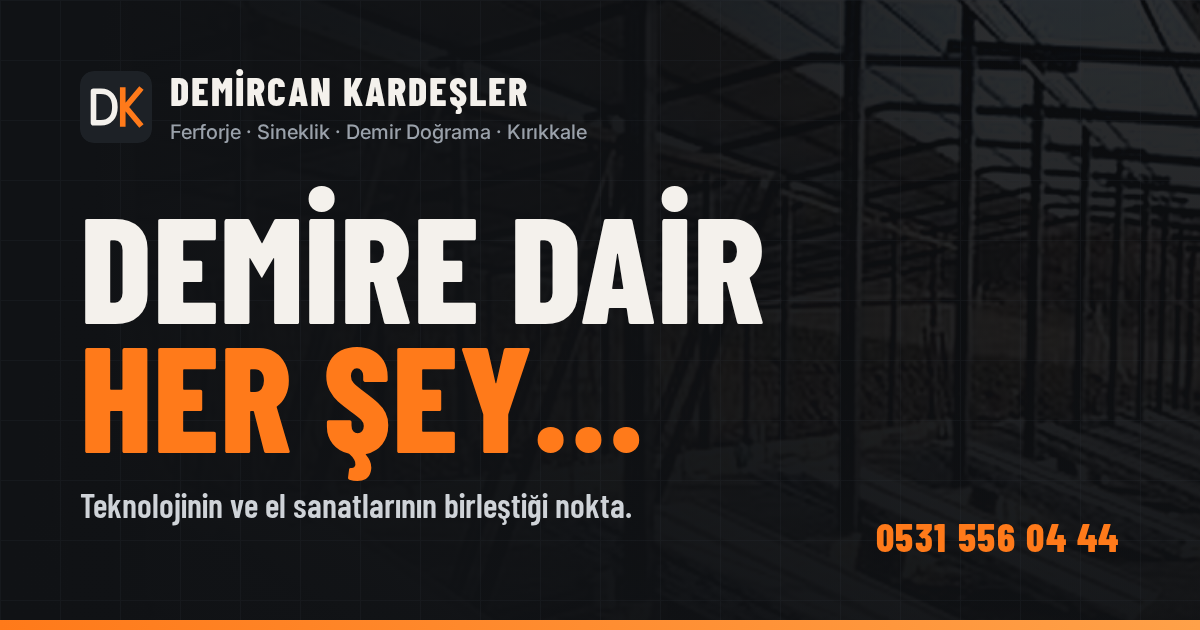 DK
DEMİRCAN KARDEŞLER
Ferforje · Sineklik · Demir Doğrama · Kırıkkale
DEMİRE DAİR
HER ŞEY...
Teknolojinin ve el sanatlarının birleştiği nokta.
0531 556 04 44